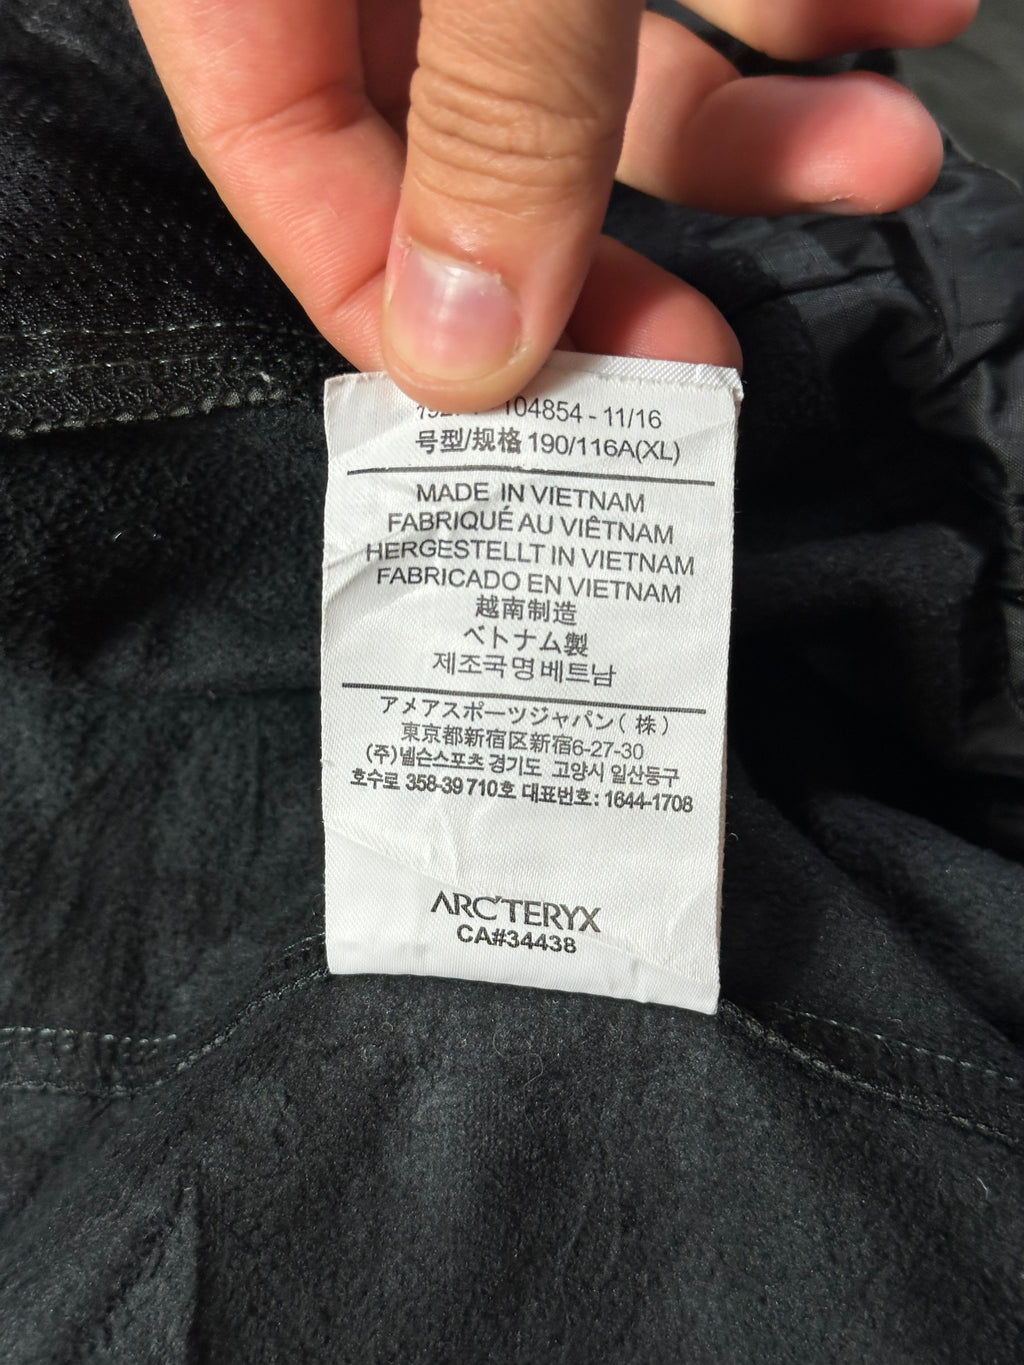 104854 - 11/16
号型/规格 190/116A(XL)
MADE IN VIETNAM
FABRIQUÉ AU VIÊTNAM
HERGESTELLT IN VIETNAM
FABRICADO EN VIETNAM
越南制造
ベトナム製
제조국명 베트남
アメアスポーツジャパン(株)
東京都新宿区新宿6-27-30
(주)넬슨스포츠 경기도 고양시 일산동구
호수로 358-39 710호 대표번호: 1644-1708
ARC'TERYX
CA#34438